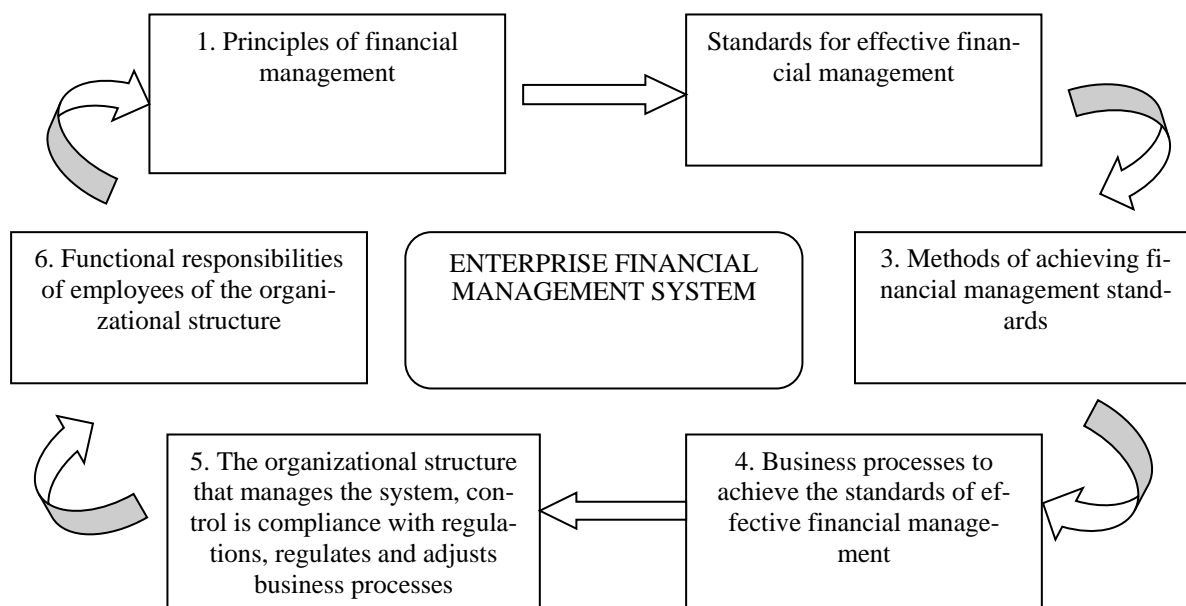 1. Principles of financial
management
Standards for effective finan-
cial management
6. Functional responsibilities
of employees of the organi-
zational structure
ENTERPRISE FINANCIAL
MANAGEMENT SYSTEM
3. Methods of achieving fi-
nancial management stand-
ards
5. The organizational structure
that manages the system, con-
trol is compliance with regula-
tions, regulates and adjusts
business processes
4. Business processes to
achieve the standards of ef-
fective financial manage-
ment